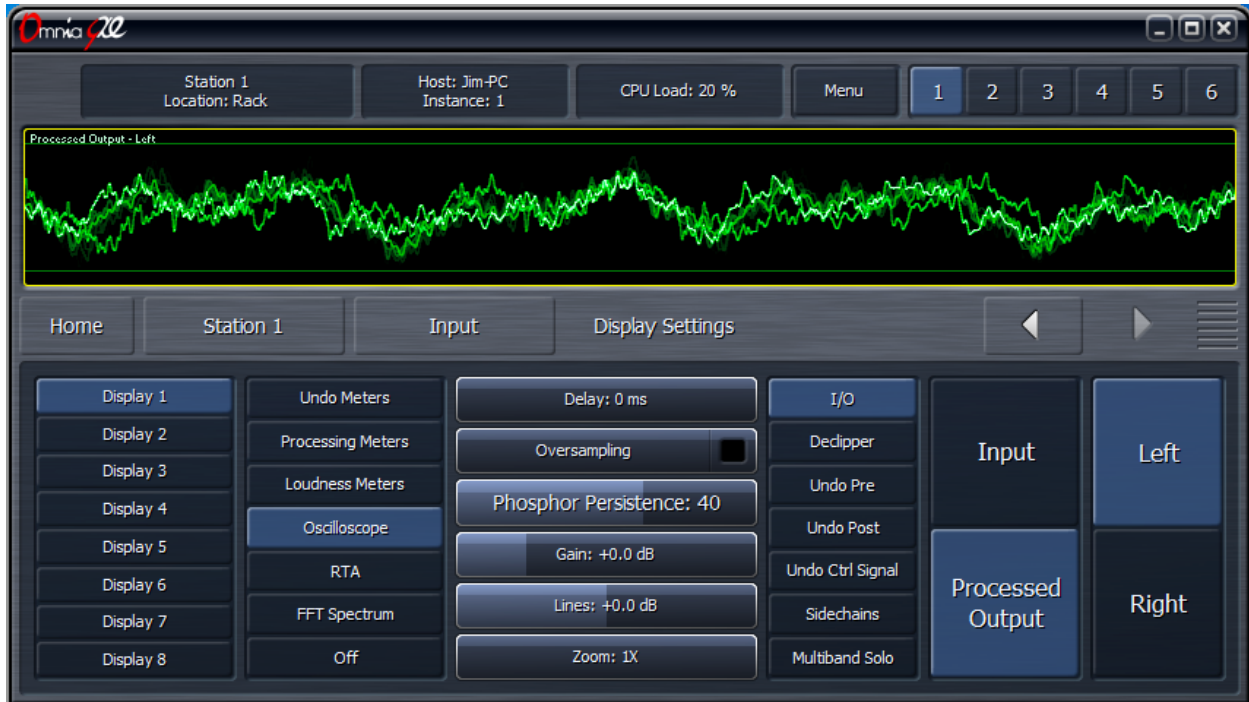 Omnia 9XE
Station 1
Location: Rack
Host: Jim-PC
Instance: 1
CPU Load: 20 %
Menu
1
2
3
4
5
6
Processed Output - Left
Home
Station 1
Input
Display Settings
Display 1
Display 2
Display 3
Display 4
Display 5
Display 6
Display 7
Display 8
Undo Meters
Processing Meters
Loudness Meters
Oscilloscope
RTA
FFT Spectrum
Off
Delay: 0 ms
Oversampling
Phosphor Persistence: 40
Gain: +0.0 dB
Lines: +0.0 dB
Zoom: 1X
I/O
Declipper
Undo Pre
Undo Post
Undo Ctrl Signal
Sidechains
Multiband Solo
Input
Processed
Output
Left
Right